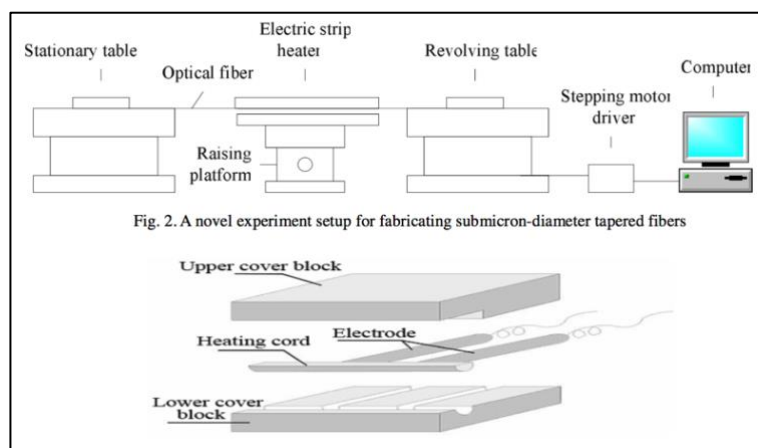 Stationary table
Optical fiber
Electric strip
heater
Revolving table
Computer
Stepping motor
driver
Raising
platform
Fig. 2. A novel experiment setup for fabricating submicron-diameter tapered fibers
Upper cover block
Electrode
Heating cord
Lower cover
block